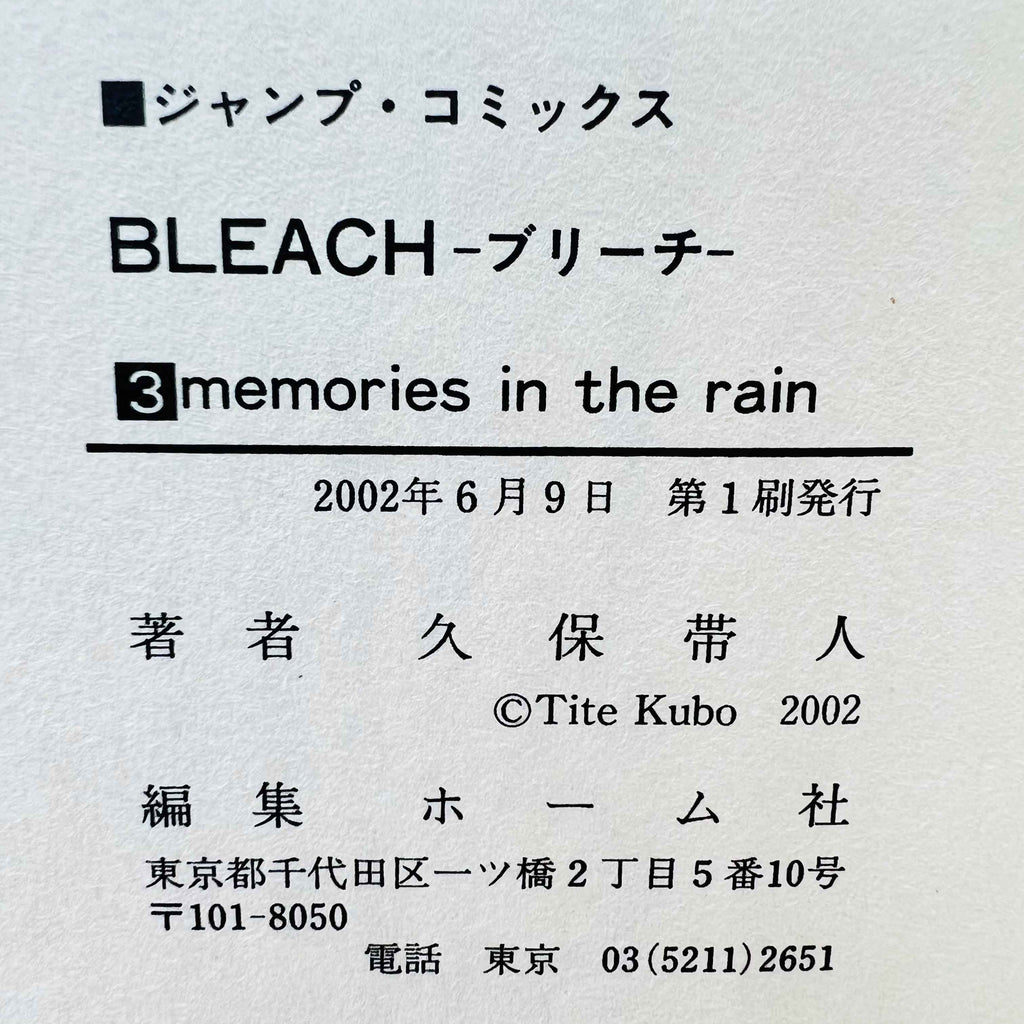 ■ジャンプ・コミックス
BLEACH -ブリーチ-
3 memories in the rain
2002年6月9日　第1刷発行
著者　久保帯人
©Tite Kubo　2002
編集　ホーム社
東京都千代田区一ツ橋2丁目5番10号
〒101-8050
電話　東京　03(5211)2651